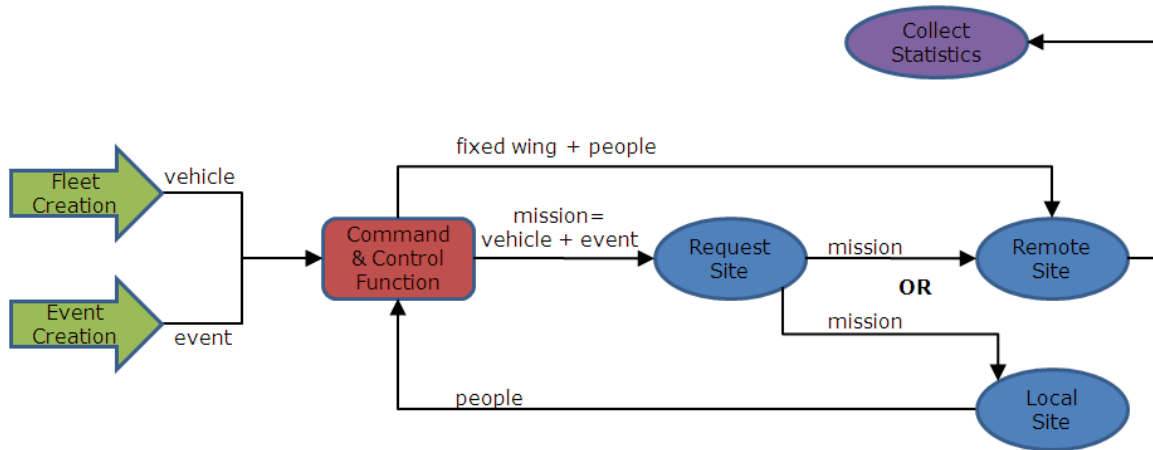 Collect
Statistics
fixed wing + people
Fleet
Creation
vehicle
mission=
vehicle + event
Command
& Control
Function
Request
Site
mission
Remote
Site
OR
Event
Creation
event
mission
people
Local
Site